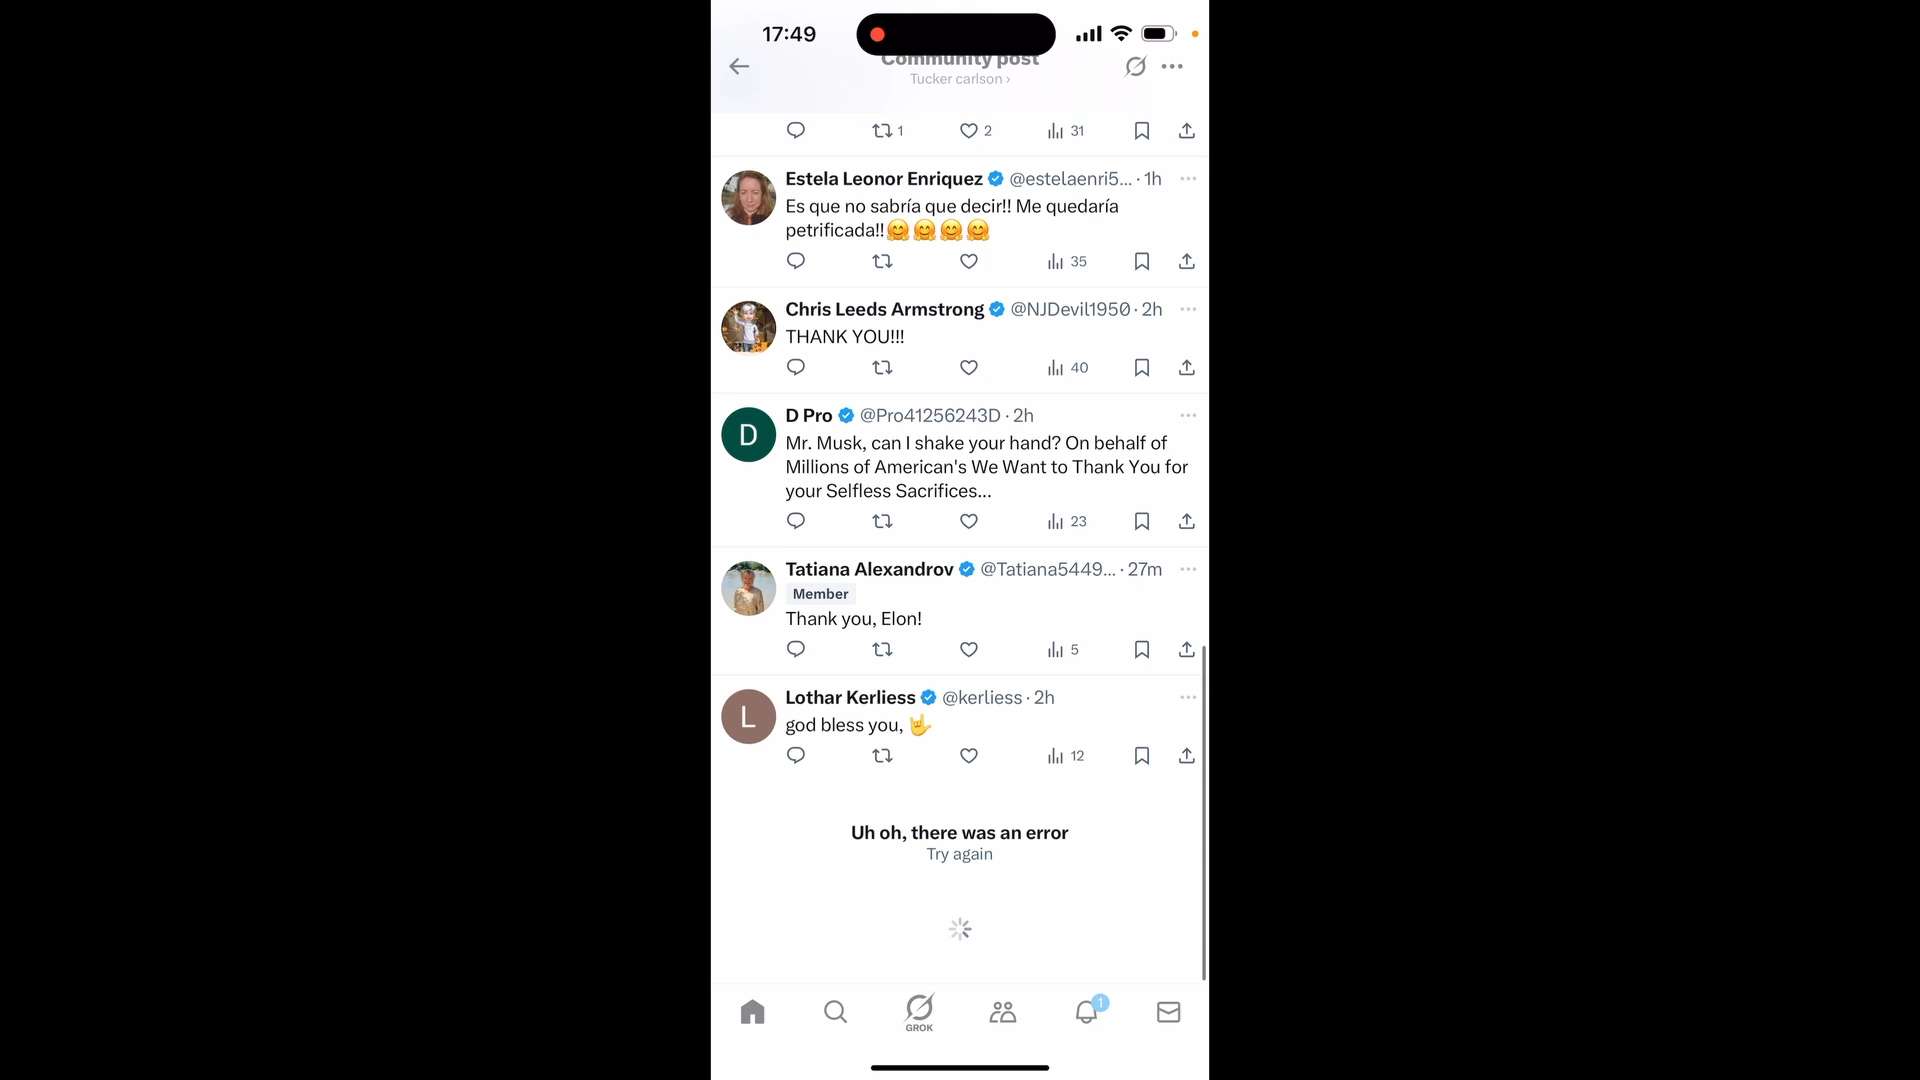 17:49
Community post
Tucker carlson ›
1
2
31
Estela Leonor Enriquez @estelaenri5... · 1h
Es que no sabría que decir!! Me quedaría
petrificada!!🤗🤗🤗🤗
35
Chris Leeds Armstrong @NJDevil1950 · 2h
THANK YOU!!!
40
D
D Pro @Pro41256243D · 2h
Mr. Musk, can I shake your hand? On behalf of
Millions of American's We Want to Thank You for
your Selfless Sacrifices...
23
Tatiana Alexandrov @Tatiana5449... · 27m
Member
Thank you, Elon!
5
L
Lothar Kerliess @kerliess · 2h
god bless you, 🤟
12
Uh oh, there was an error
Try again
1
GROK